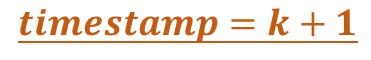 timestamp = k + 1